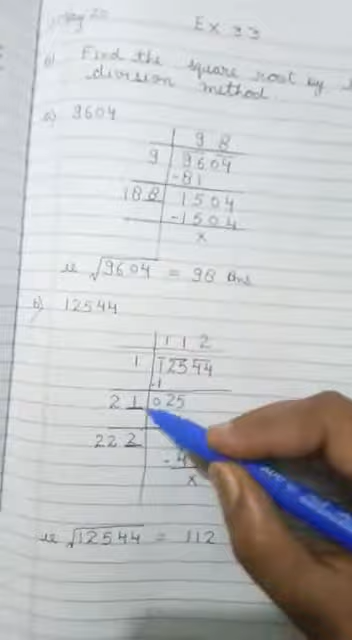 Ex 3.3
Find the square root by
division method.
a) 9604
9 8
9 9604
-81
188 1504
-1504
x
√9604 = 98 Ans
b) 12544
1 1 2
1 12544
-1
21 025
222
-4
x
√12544 = 112